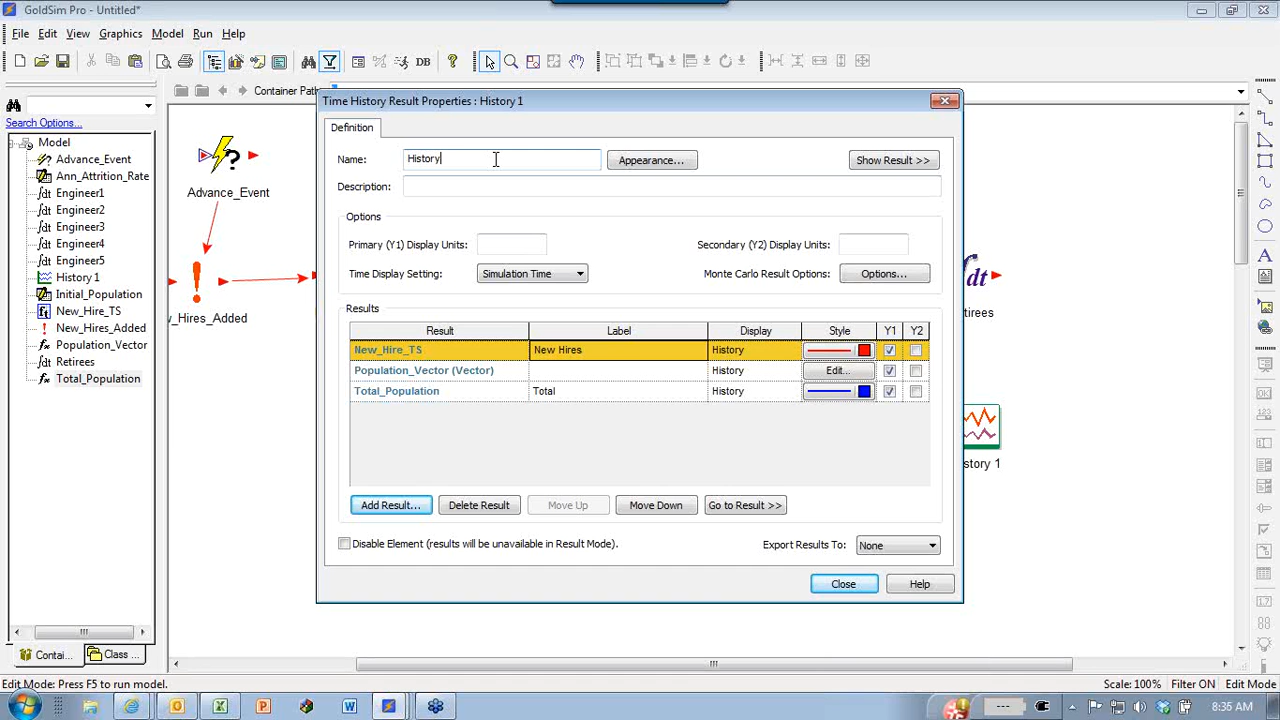 GoldSim Pro - Untitled*
File Edit View Graphics Model Run Help
DB
Container Path
Search Options...
Model
Advance_Event
Ann_Attrition_Rate
Engineer1
Engineer2
Engineer3
Engineer4
Engineer5
History 1
Initial_Population
New_Hire_TS
New_Hires_Added
Population_Vector
Retirees
Total_Population
Contai...
Class ...
Advance_Event
w_Hires_Added
irees
story 1
Time History Result Properties : History 1
Definition
Name: History
Appearance...
Show Result >>
Description:
Options
Primary (Y1) Display Units:
Secondary (Y2) Display Units:
Time Display Setting: Simulation Time
Monte Carlo Result Options: Options...
Results
Result Label Display Style Y1 Y2
New_Hire_TS New Hires History
Population_Vector (Vector) History Edit...
Total_Population Total History
Add Result... Delete Result Move Up Move Down Go to Result >>
Disable Element (results will be unavailable in Result Mode).
Export Results To: None
Close Help
Edit Mode: Press F5 to run model.
Scale: 100% Filter ON Edit Mode
8:35 AM